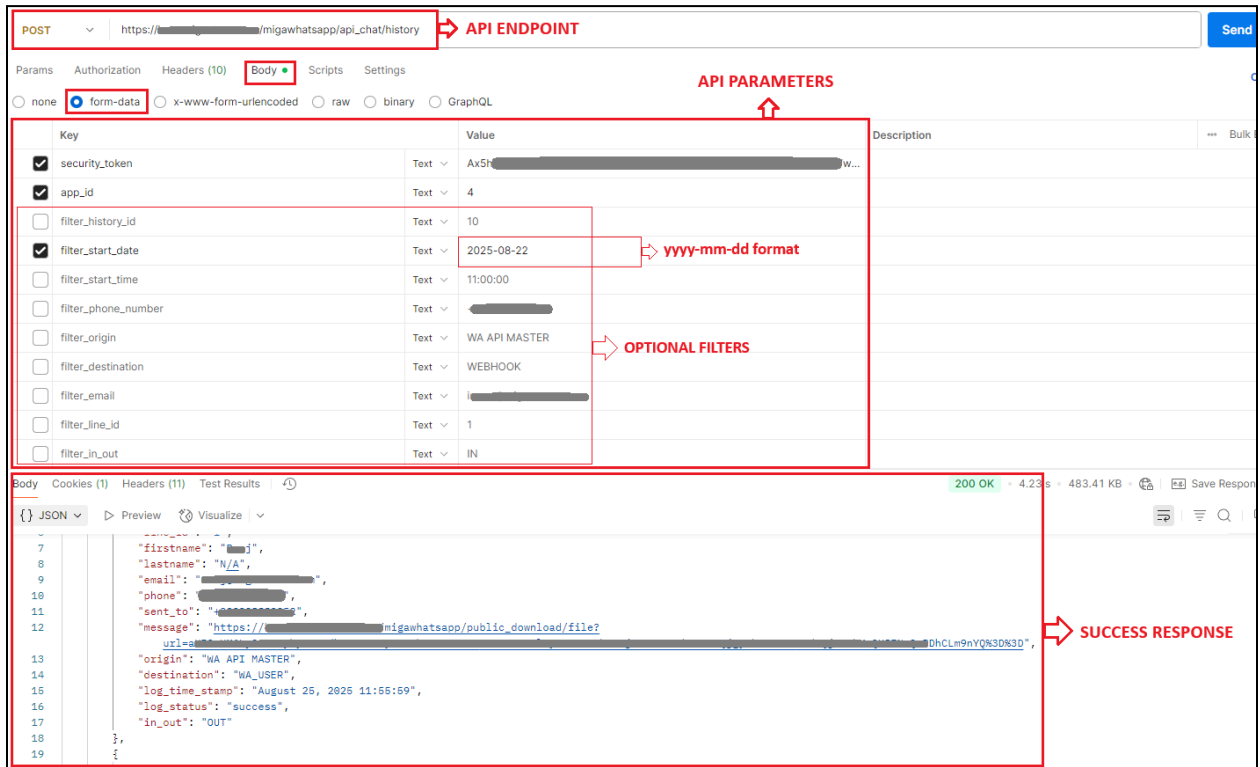 POST https:// /migawhatsapp/api_chat/history API ENDPOINT Send
Params Authorization Headers (10) Body Scripts Settings
API PARAMETERS
none form-data x-www-form-urlencoded raw binary GraphQL
Key Value Description Bulk
security_token Text Ax5h w...
app_id Text 4
filter_history_id Text 10
filter_start_date Text 2025-08-22 yyyy-mm-dd format
filter_start_time Text 11:00:00
filter_phone_number Text
filter_origin Text WA API MASTER
OPTIONAL FILTERS
filter_destination Text WEBHOOK
filter_email Text
filter_line_id Text 1
filter_in_out Text IN
Body Cookies (1) Headers (11) Test Results 200 OK 4.23 s 483.41 KB Save Respon
{} JSON Preview Visualize
7 "firstname": " j",
8 "lastname": "N/A",
9 "email": " ",
10 "phone": " ",
11 "sent_to": "+ ",
12 "message": "https:// migawhatsapp/public_download/file?
url= DhCLm9nYQ%3D%3D",
SUCCESS RESPONSE
13 "origin": "WA API MASTER",
14 "destination": "WA_USER",
15 "log_time_stamp": "August 25, 2025 11:55:59",
16 "log_status": "success",
17 "in_out": "OUT"
18 },
19 {